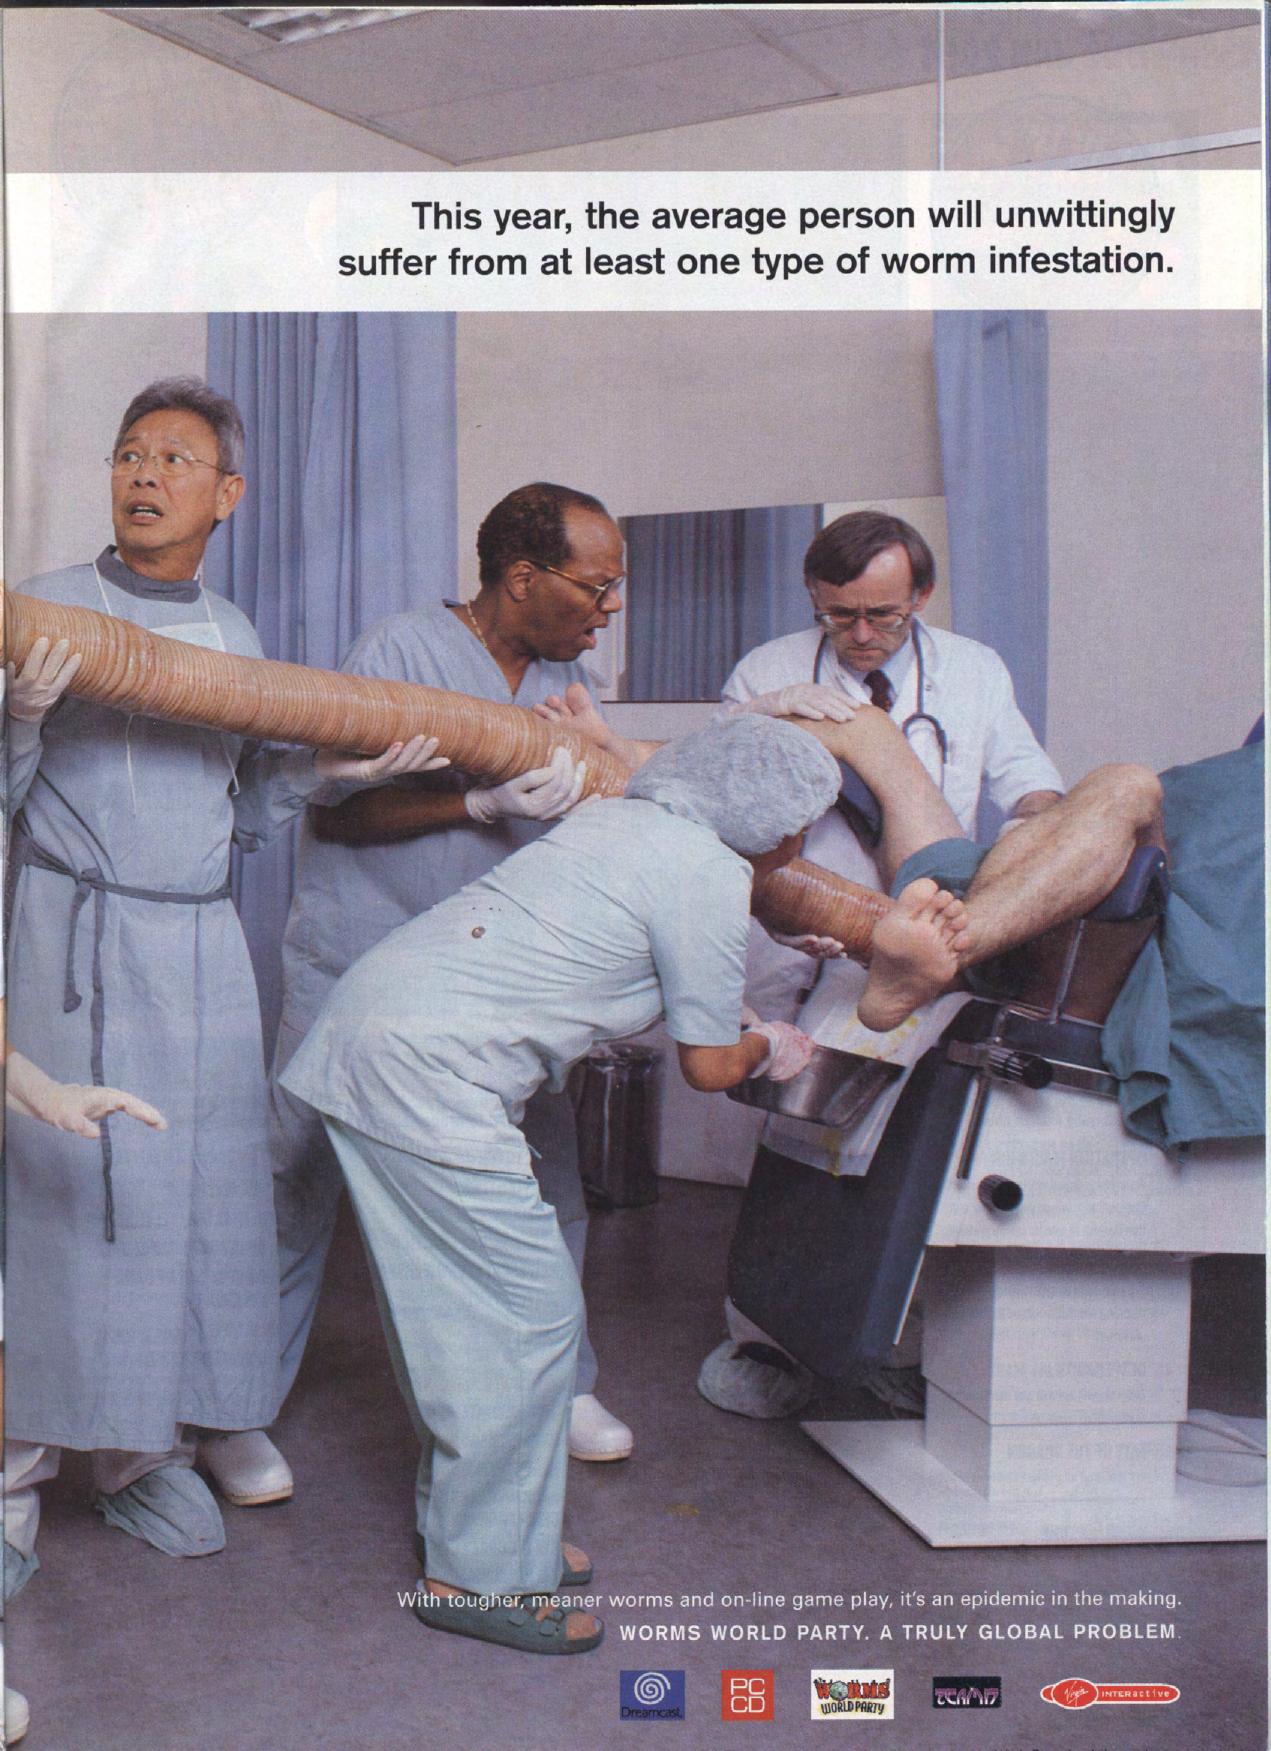 This year, the average person will unwittingly
suffer from at least one type of worm infestation.
With tougher, meaner worms and on-line game play, it's an epidemic in the making.
WORMS WORLD PARTY. A TRULY GLOBAL PROBLEM.
Dreamcast
PC
CD
WORMS
WORLD PARTY
TEAM17
Virgin INTERactive